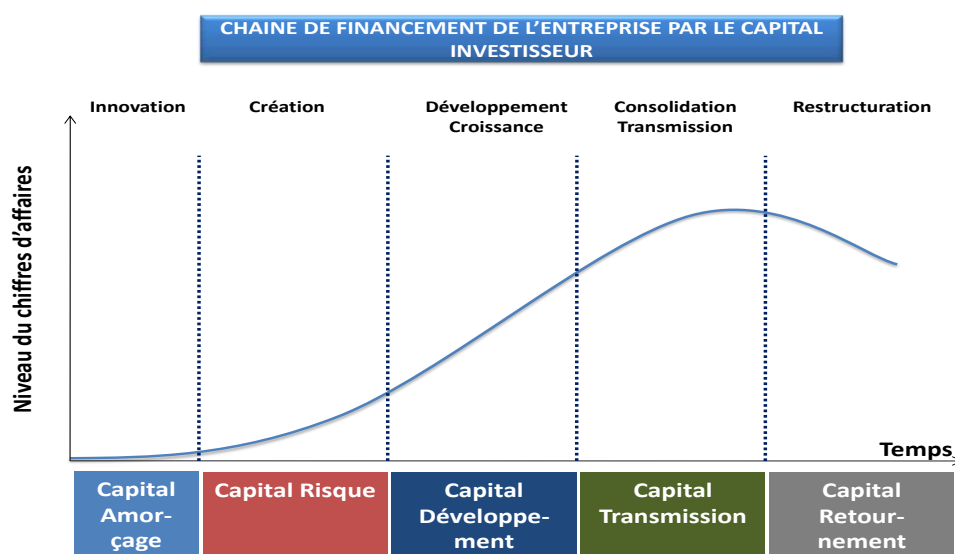 CHAINE DE FINANCEMENT DE L'ENTREPRISE PAR LE CAPITAL
INVESTISSEUR
Innovation
Création
Développement
Croissance
Consolidation
Transmission
Restructuration
Niveau du chiffres d'affaires
Temps
Capital
Amor-
çage
Capital Risque
Capital
Développe-
ment
Capital
Transmission
Capital
Retour-
nement